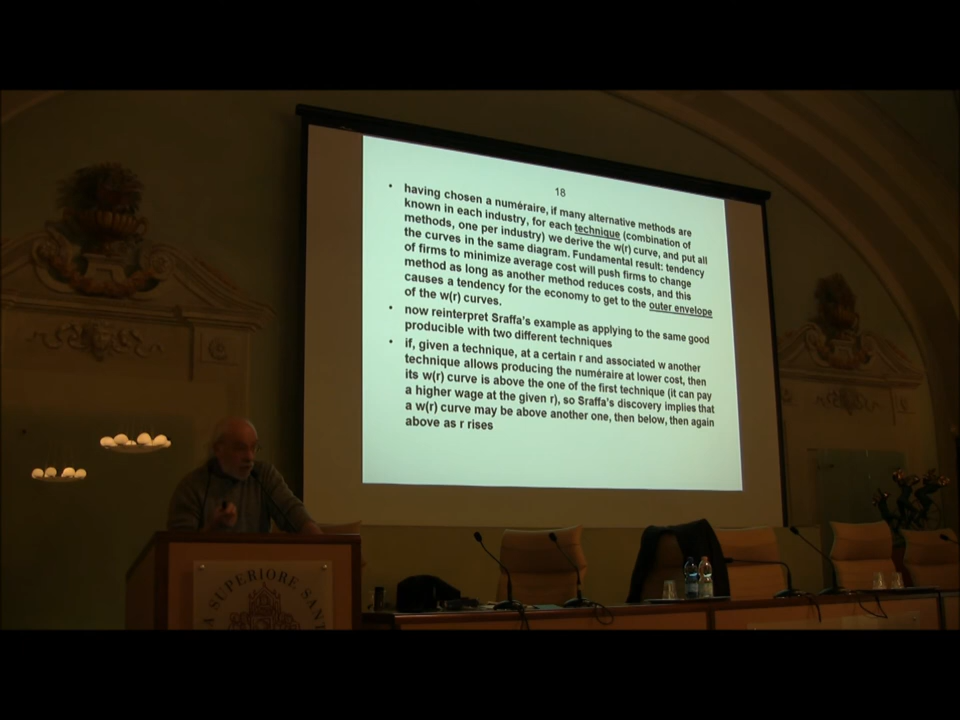 18
• having chosen a numéraire, if many alternative methods are
known in each industry, for each technique (combination of
methods, one per industry) we derive the w(r) curve, and put all
the curves in the same diagram. Fundamental result: tendency
of firms to minimize average cost will push firms to change
method as long as another method reduces costs, and this
causes a tendency for the economy to get to the outer envelope
of the w(r) curves.
• now reinterpret Sraffa's example as applying to the same good
producible with two different techniques
• if, given a technique, at a certain r and associated w another
technique allows producing the numéraire at lower cost, then
its w(r) curve is above the one of the first technique (it can pay
a higher wage at the given r), so Sraffa's discovery implies that
a w(r) curve may be above another one, then below, then again
above as r rises
A SUPERIORE SANT